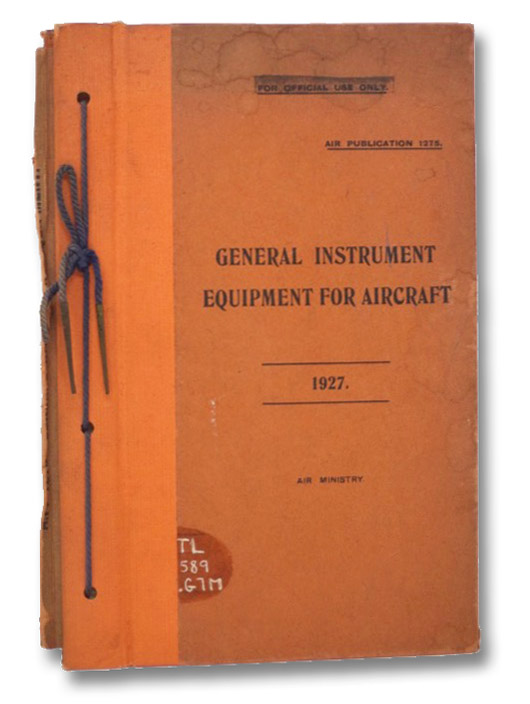 FOR OFFICIAL USE ONLY.
AIR PUBLICATION 1275.
GENERAL INSTRUMENT
EQUIPMENT FOR AIRCRAFT
1927.
AIR MINISTRY.
TL
589
.G7M